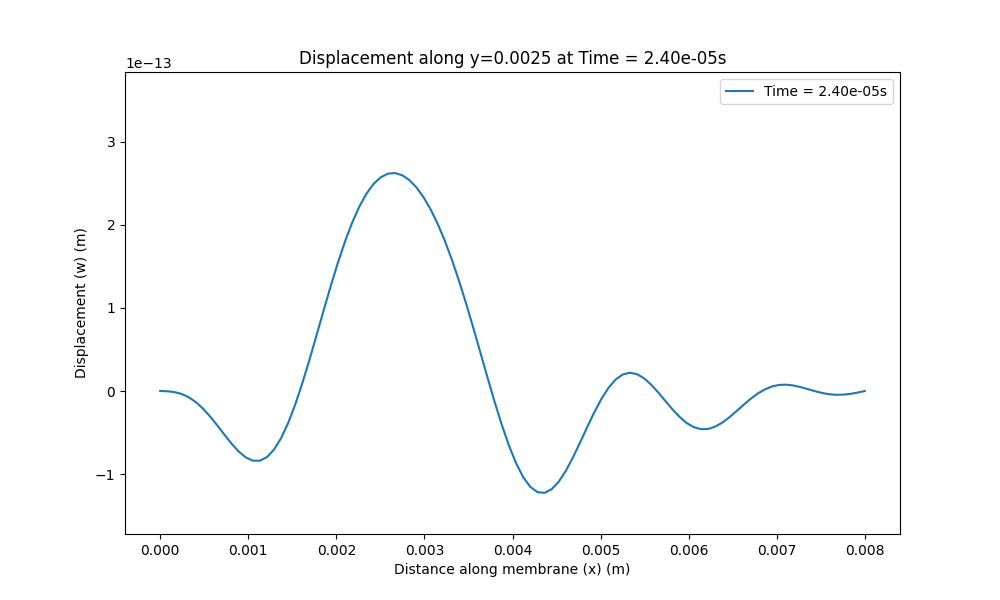 Displacement along y=0.0025 at Time = 2.40e-05s
1e−13
Time = 2.40e-05s
3
2
1
0
−1
Displacement (w) (m)
0.000 0.001 0.002 0.003 0.004 0.005 0.006 0.007 0.008
Distance along membrane (x) (m)